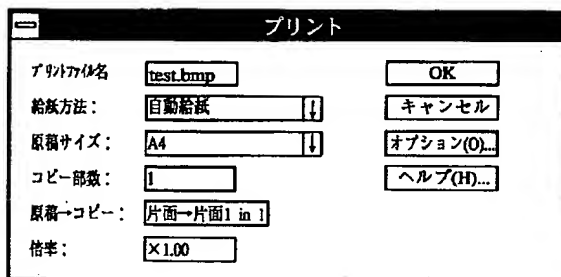 プリント
プリントファイル名 test.bmp OK
給紙方法： 自動給紙 キャンセル
原稿サイズ： A4 オプション(O)...
コピー部数： 1 ヘルプ(H)...
原稿→コピー： 片面→片面1 in 1
倍率： ×1.00